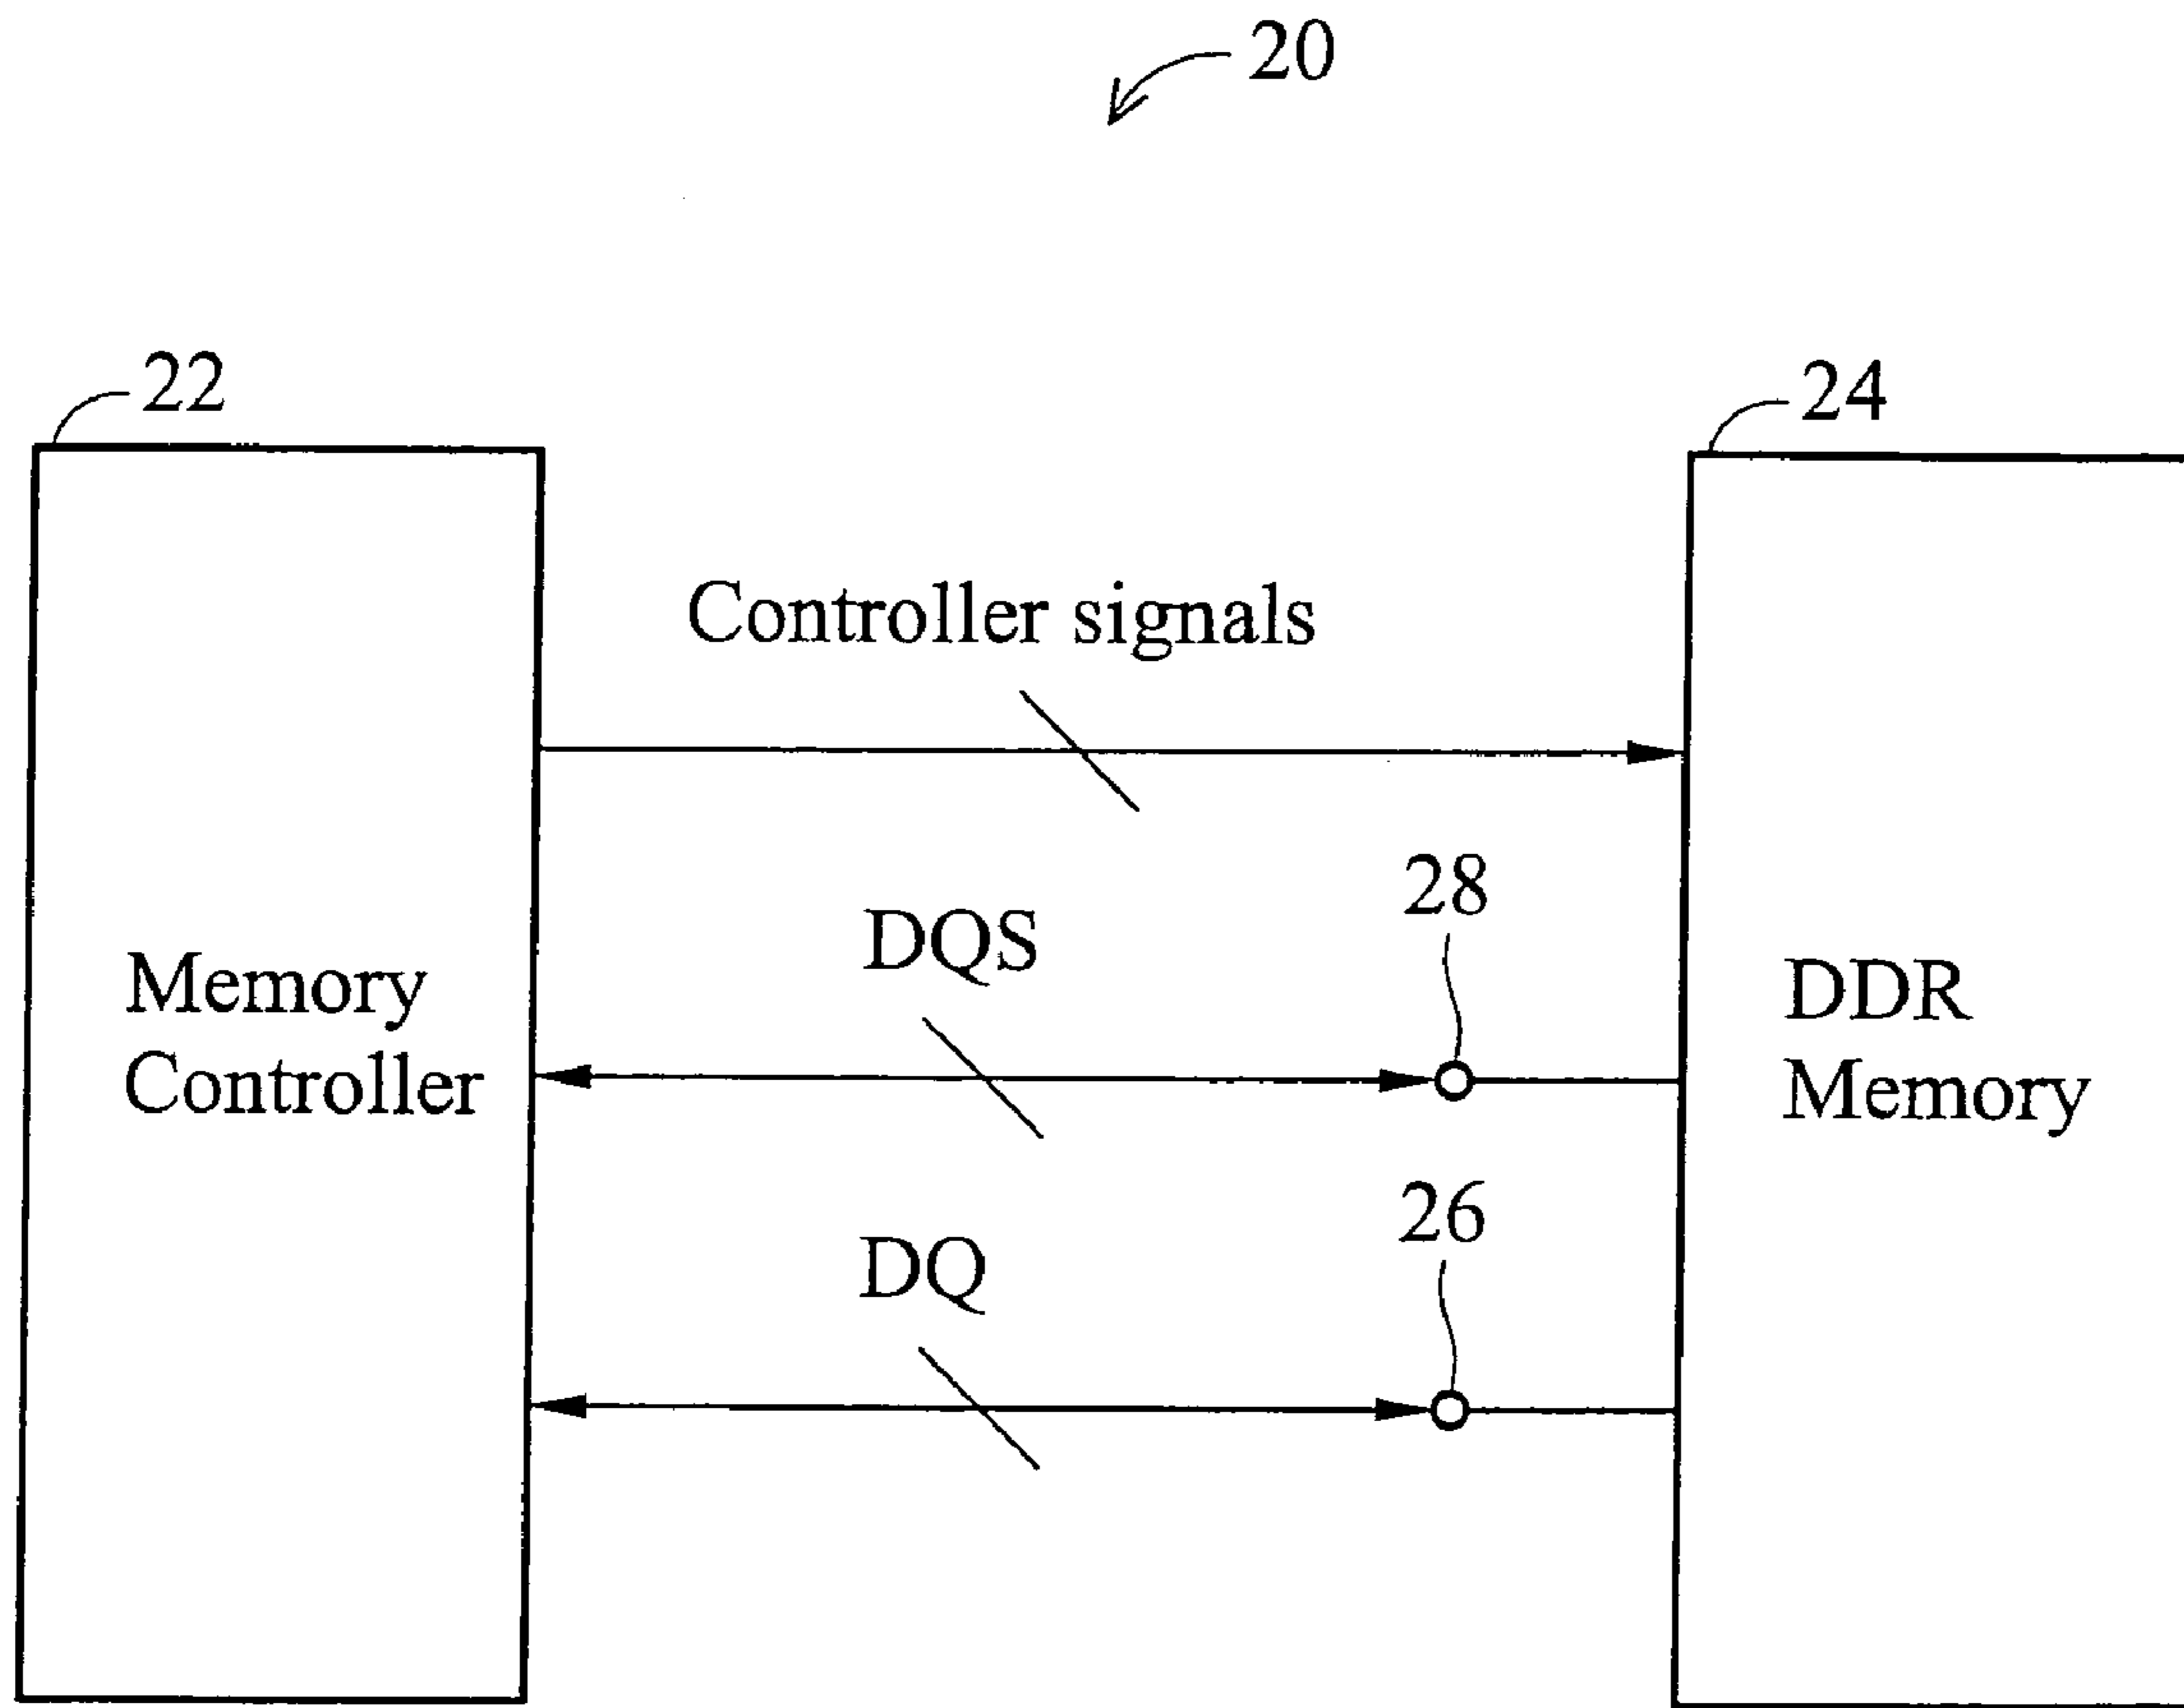 20
22
24
Controller signals
28
DQS
Memory
Controller
DDR
Memory
26
DQ